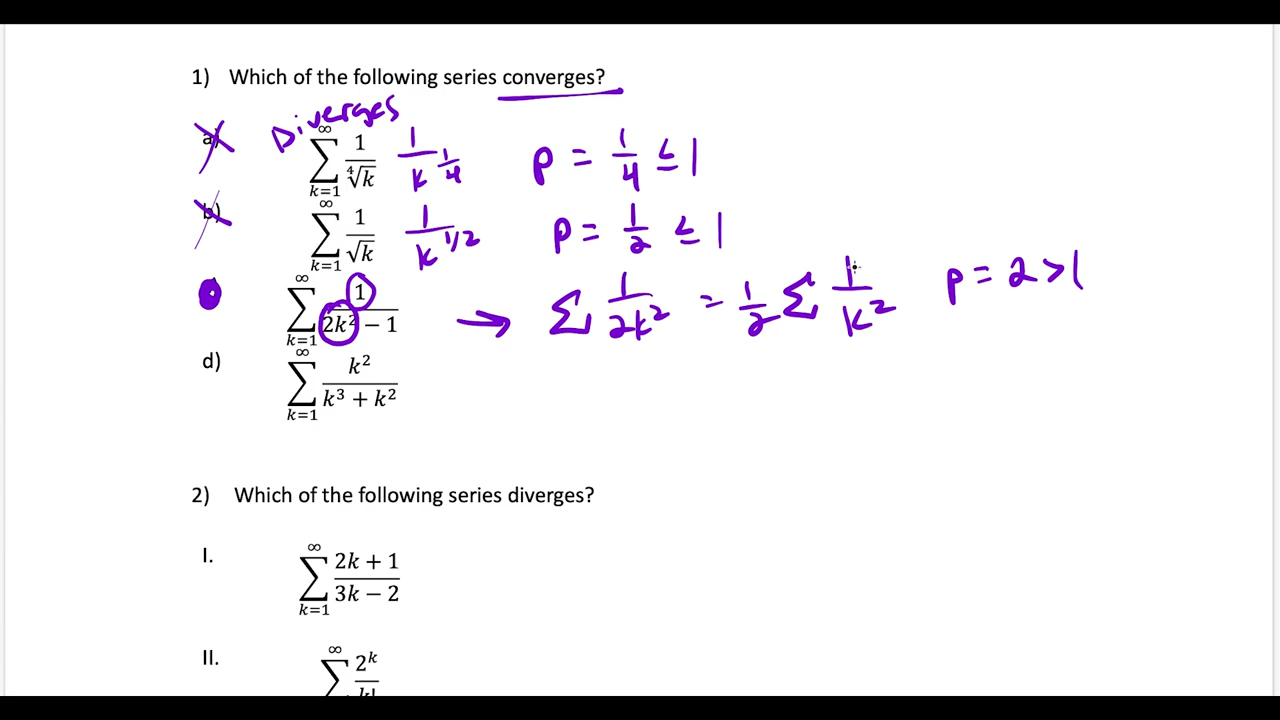 1) Which of the following series converges?
Diverges
a) ∞ ∑ k=1 1/∜k 1/k^1/4 p = 1/4 ≤ 1
b) ∞ ∑ k=1 1/√k 1/k^1/2 p = 1/2 ≤ 1
∞ ∑ k=1 1/(2k² − 1) → ∑ 1/2k² = 1/2 ∑ 1/k² p = 2 > 1
d) ∞ ∑ k=1 k²/(k³ + k²)
2) Which of the following series diverges?
I. ∞ ∑ k=1 (2k + 1)/(3k − 2)
II. ∞ ∑ 2^k/k!